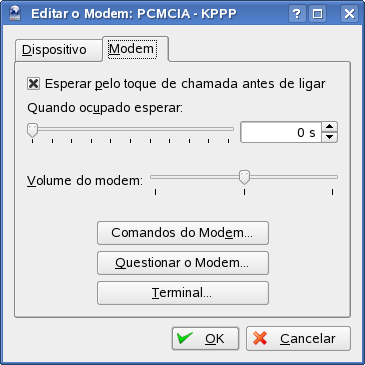 Editar o Modem: PCMCIA - KPPP
Dispositivo Modem
Esperar pelo toque de chamada antes de ligar
Quando ocupado esperar:
0 s
Volume do modem:
Comandos do Modem...
Questionar o Modem...
Terminal...
OK Cancelar